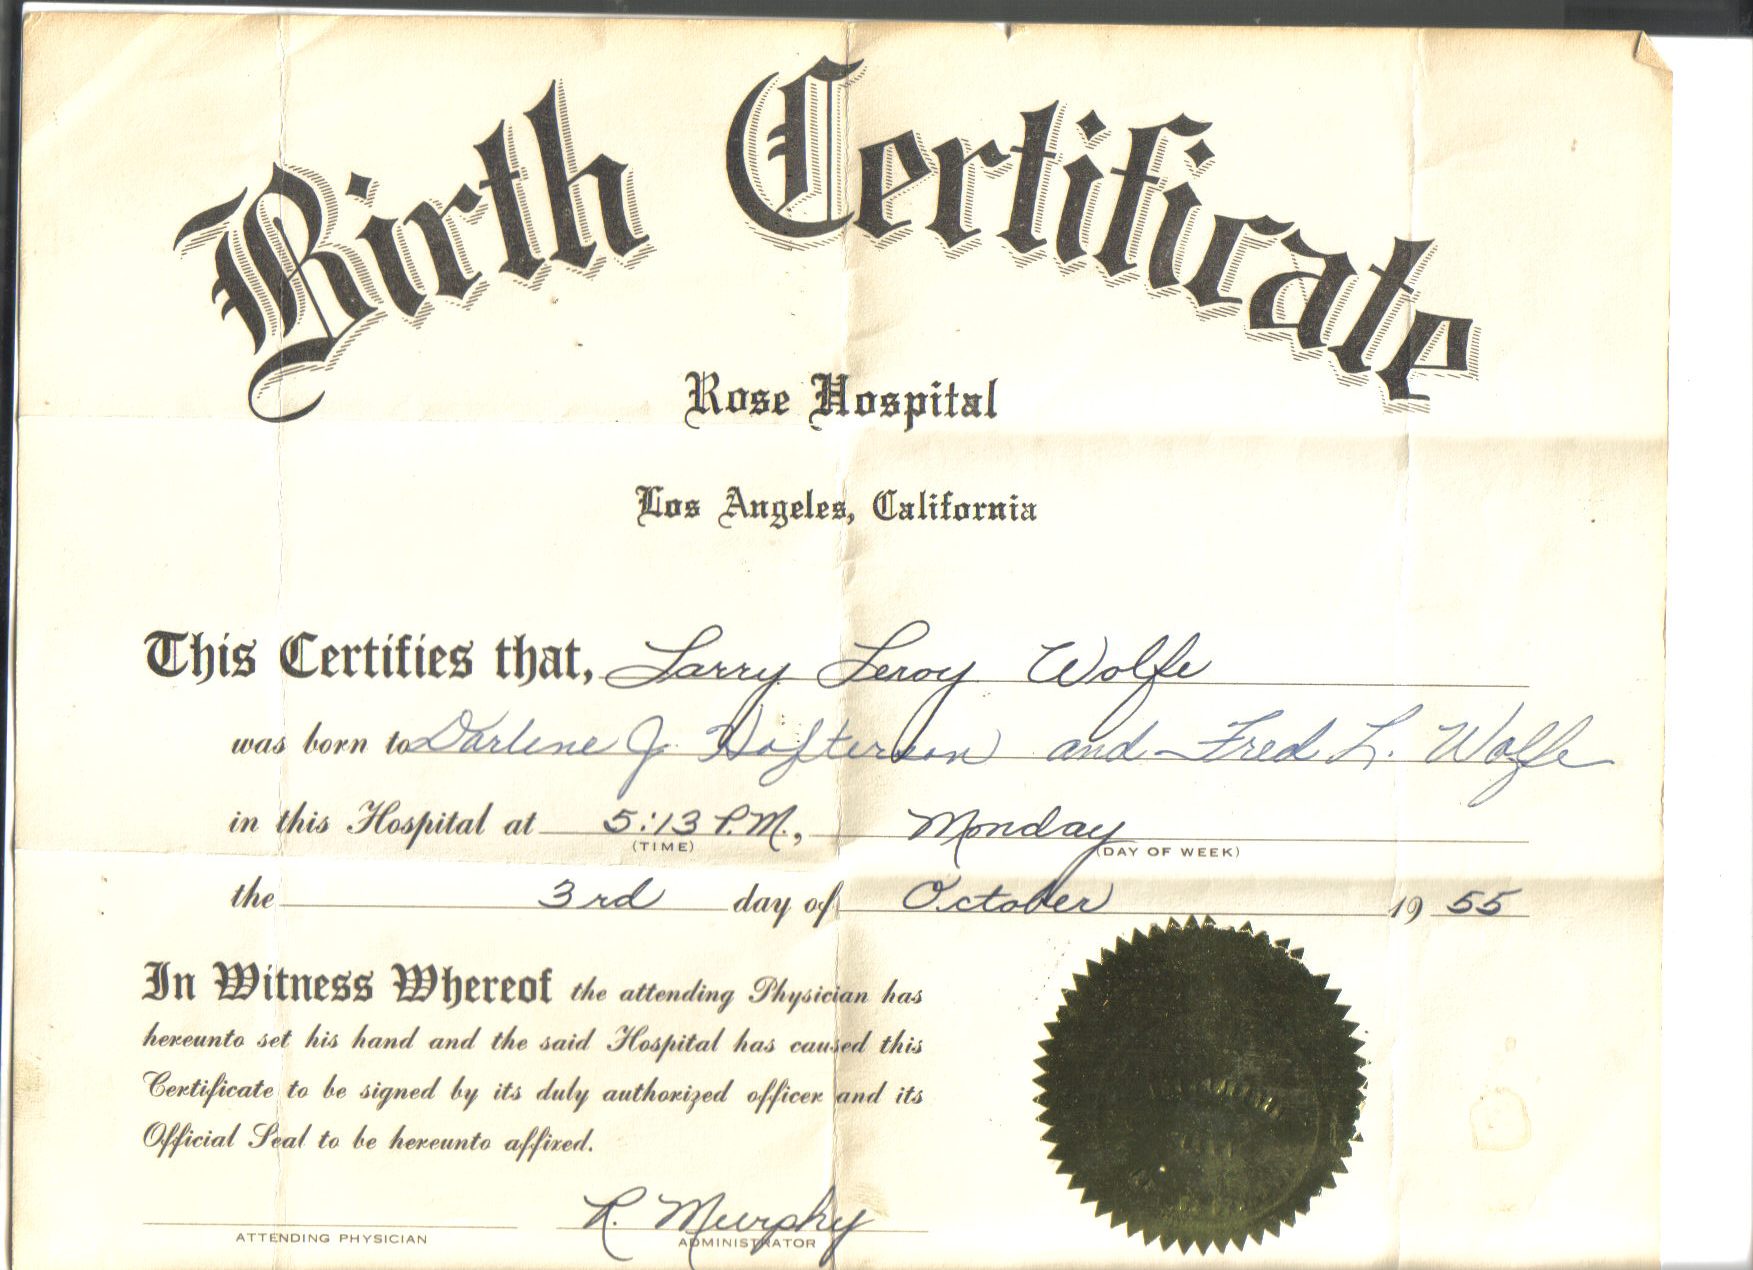 Birth Certificate
Rose Hospital
Los Angeles, California
This Certifies that, Larry Leroy Wolfe
was born to Darlene J. Hofterson and Fred L. Wolfe
in this Hospital at 5:13 P.M., Monday
(TIME) (DAY OF WEEK)
the 3rd day of October 19 55
In Witness Whereof the attending Physician has
hereunto set his hand and the said Hospital has caused this
Certificate to be signed by its duly authorized officer and its
Official Seal to be hereunto affixed.
R. Murphy
ATTENDING PHYSICIAN ADMINISTRATOR